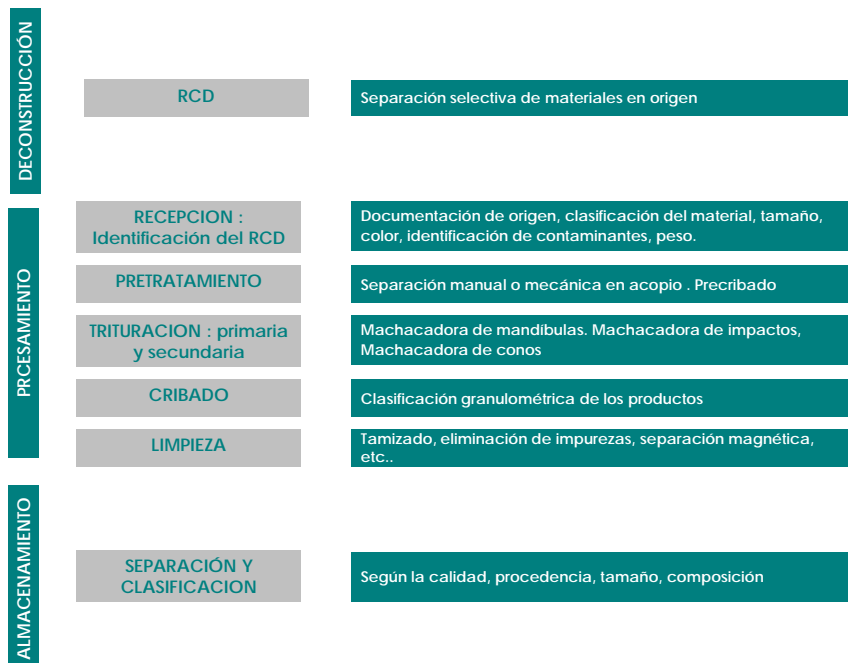 DECONSTRUCCIÓN
RCD
Separación selectiva de materiales en origen
PRCESAMIENTO
RECEPCION :
Identificación del RCD
Documentación de origen, clasificación del material, tamaño,
color, identificación de contaminantes, peso.
PRETRATAMIENTO
Separación manual o mecánica en acopio . Precribado
TRITURACION : primaria
y secundaria
Machacadora de mandíbulas. Machacadora de impactos,
Machacadora de conos
CRIBADO
Clasificación granulométrica de los productos
LIMPIEZA
Tamizado, eliminación de impurezas, separación magnética,
etc..
ALMACENAMIENTO
SEPARACIÓN Y
CLASIFICACION
Según la calidad, procedencia, tamaño, composición